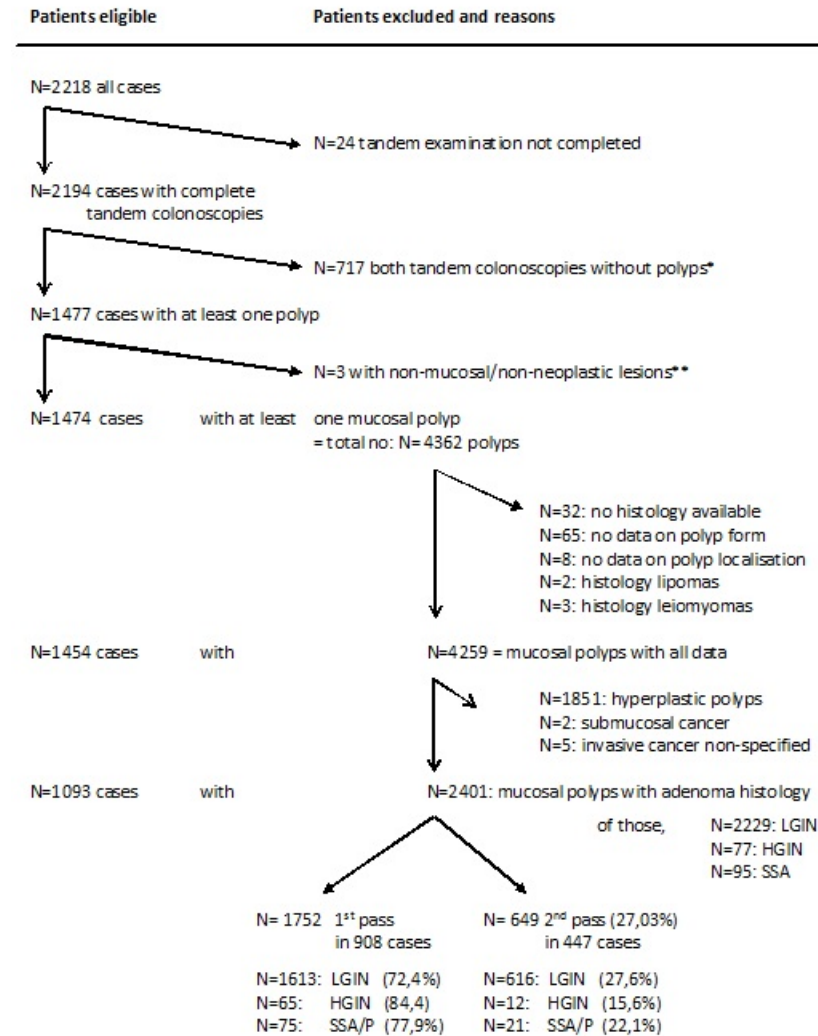 Patients eligible Patients excluded and reasons
N=2218 all cases
N=24 tandem examination not completed
N=2194 cases with complete
tandem colonoscopies
N=717 both tandem colonoscopies without polyps*
N=1477 cases with at least one polyp
N=3 with non-mucosal/non-neoplastic lesions**
N=1474 cases with at least one mucosal polyp
= total no: N= 4362 polyps
N=32: no histology available
N=65: no data on polyp form
N=8: no data on polyp localisation
N=2: histology lipomas
N=3: histology leiomyomas
N=1454 cases with N=4259 = mucosal polyps with all data
N=1851: hyperplastic polyps
N=2: submucosal cancer
N=5: invasive cancer non-specified
N=1093 cases with N=2401: mucosal polyps with adenoma histology
of those, N=2229: LGIN
N=77: HGIN
N=95: SSA
N= 1752 1st pass N= 649 2nd pass (27,03%)
in 908 cases in 447 cases
N=1613: LGIN (72,4%) N=616: LGIN (27,6%)
N=65: HGIN (84,4) N=12: HGIN (15,6%)
N=75: SSA/P (77,9%) N=21: SSA/P (22,1%)